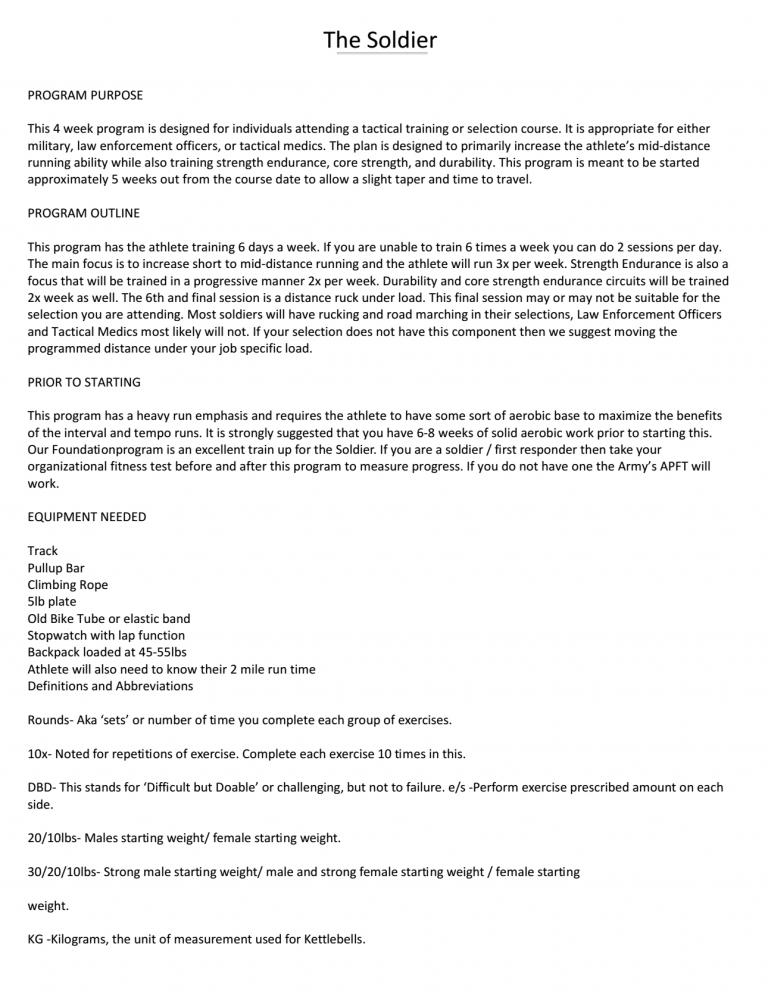 The Soldier
PROGRAM PURPOSE
This 4 week program is designed for individuals attending a tactical training or selection course. It is appropriate for either
military, law enforcement officers, or tactical medics. The plan is designed to primarily increase the athlete's mid-distance
running ability while also training strength endurance, core strength, and durability. This program is meant to be started
approximately 5 weeks out from the course date to allow a slight taper and time to travel.
PROGRAM OUTLINE
This program has the athlete training 6 days a week. If you are unable to train 6 times a week you can do 2 sessions per day.
The main focus is to increase short to mid-distance running and the athlete will run 3x per week. Strength Endurance is also a
focus that will be trained in a progressive manner 2x per week. Durability and core strength endurance circuits will be trained
2x week as well. The 6th and final session is a distance ruck under load. This final session may or may not be suitable for the
selection you are attending. Most soldiers will have rucking and road marching in their selections, Law Enforcement Officers
and Tactical Medics most likely will not. If your selection does not have this component then we suggest moving the
programmed distance under your job specific load.
PRIOR TO STARTING
This program has a heavy run emphasis and requires the athlete to have some sort of aerobic base to maximize the benefits
of the interval and tempo runs. It is strongly suggested that you have 6-8 weeks of solid aerobic work prior to starting this.
Our Foundationprogram is an excellent train up for the Soldier. If you are a soldier / first responder then take your
organizational fitness test before and after this program to measure progress. If you do not have one the Army's APFT will
work.
EQUIPMENT NEEDED
Track
Pullup Bar
Climbing Rope
5lb plate
Old Bike Tube or elastic band
Stopwatch with lap function
Backpack loaded at 45-55lbs
Athlete will also need to know their 2 mile run time
Definitions and Abbreviations
Rounds- Aka 'sets' or number of time you complete each group of exercises.
10x- Noted for repetitions of exercise. Complete each exercise 10 times in this.
DBD- This stands for 'Difficult but Doable' or challenging, but not to failure. e/s -Perform exercise prescribed amount on each
side.
20/10lbs- Males starting weight/ female starting weight.
30/20/10lbs- Strong male starting weight/ male and strong female starting weight / female starting
weight.
KG -Kilograms, the unit of measurement used for Kettlebells.